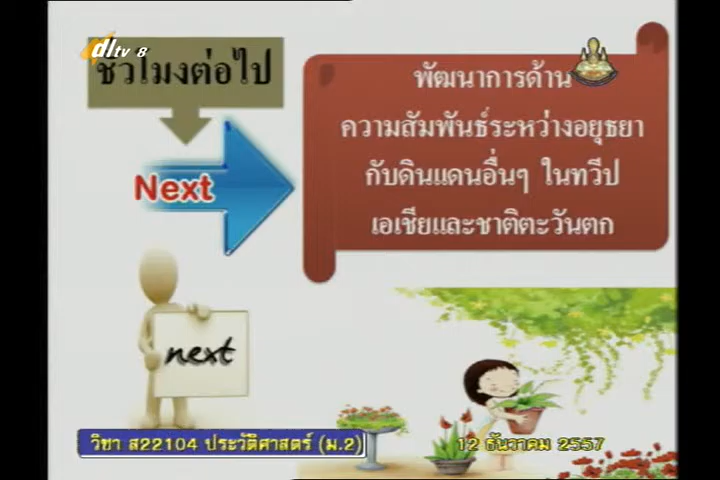 dltv 8
ชั่วโมงต่อไป
พัฒนาการด้าน
ความสัมพันธ์ระหว่างอยุธยา
กับดินแดนอื่นๆ ในทวีป
เอเชียและชาติตะวันตก
Next
next
วิชา ส22104 ประวัติศาสตร์ (ม.2)
12 ธันวาคม 2557